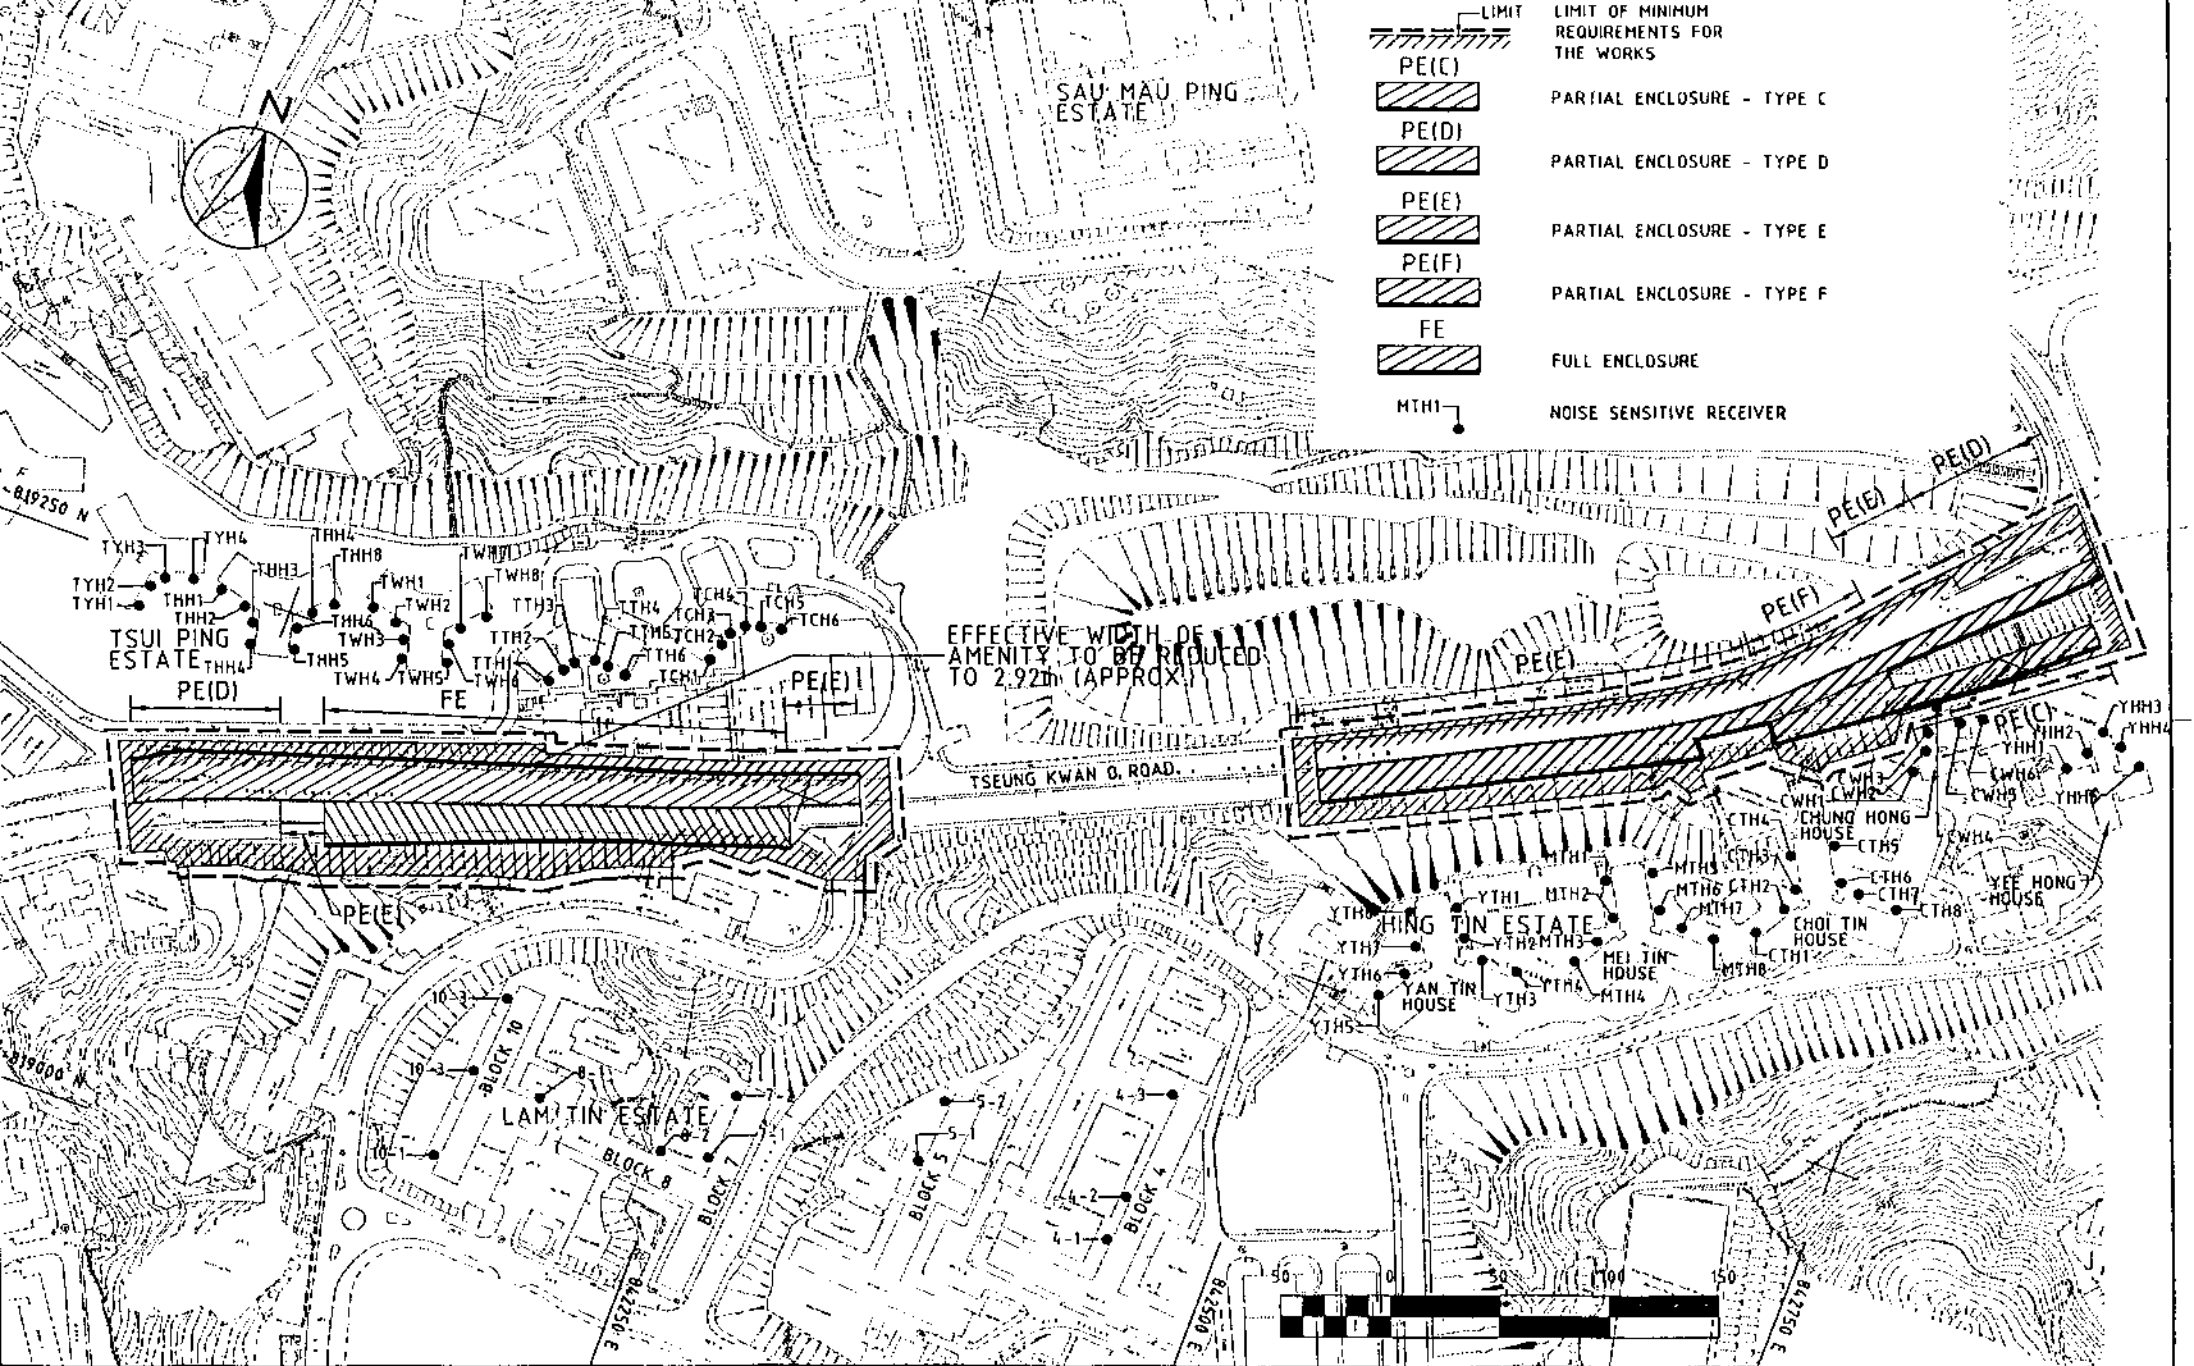 LIMIT
LIMIT OF MINIMUM
REQUIREMENTS FOR
THE WORKS
PE(C)
PARTIAL ENCLOSURE - TYPE C
PE(D)
PARTIAL ENCLOSURE - TYPE D
PE(E)
PARTIAL ENCLOSURE - TYPE E
PE(F)
PARTIAL ENCLOSURE - TYPE F
FE
FULL ENCLOSURE
MTH1
NOISE SENSITIVE RECEIVER
N
SAU MAU PING
ESTATE
819250 N
TYH3
TYH4
TYH2
TYH1
THH4
THH8
THH3
THH1
THH2
THH6
THH5
THH4
TWH1
TWH2
TWH3
TWH4
TWH5
TWH6
TWH8
TTH3
TTH4
TTH2
TTH1
TTH6
TCH4
TCH5
TCH3
TCH6
TCH2
TCH1
TSUI PING
ESTATE
PE(D)
FE
PE(E)
EFFECTIVE WIDTH OF
AMENITY TO BE REDUCED
TO 2.92m (APPROX.)
PE(E)
TSEUNG KWAN O. ROAD
PE(E)
PE(F)
PE(E)
PE(D)
PE(C)
YHH3
YHH4
YHH2
YHH1
YHH6
CWH3
CWH6
CWH1
CWH2
CWH5
CWH4
CHUNG HONG
HOUSE
CTH4
CTH5
CTH3
CTH2
CTH6
CTH7
CTH8
CTH1
CHOI TIN
HOUSE
YEE HONG
HOUSE
MTH1
MTH5
MTH2
MTH6
MTH7
MTH3
MTH8
MTH4
MEI TIN
HOUSE
HING TIN ESTATE
YTH8
YTH1
YTH7
YTH2
YTH6
YTH3
YTH4
YTH5
YAN TIN
HOUSE
819000 N
10-3
10-3
10-1
BLOCK 10
8-1
8-2
LAM TIN ESTATE
BLOCK 8
7-2
7-1
BLOCK 7
5-2
5-1
BLOCK 5
4-3
4-2
4-1
BLOCK 4
842250 E
842500 E
842750 E
50
0
50
100
150